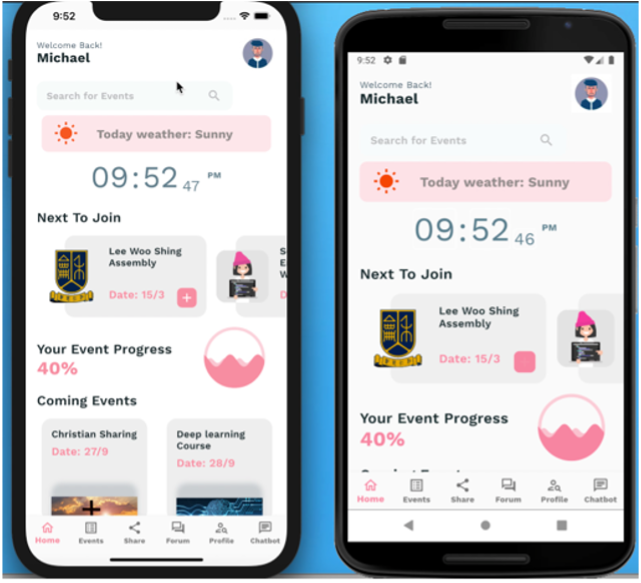 9:52
Welcome Back!
Michael
Search for Events
Today weather: Sunny
09:52 47 PM
Next To Join
Lee Woo Shing
Assembly
Date: 15/3
+
S
E
W
D
Your Event Progress
40%
Coming Events
Christian Sharing
Date: 27/9
Deep learning
Course
Date: 28/9
Home Events Share Forum Profile Chatbot
9:52
Welcome Back!
Michael
Search for Events
Today weather: Sunny
09:52 46 PM
Next To Join
Lee Woo Shing
Assembly
Date: 15/3
Your Event Progress
40%
Home Events Share Forum Profile Chatbot